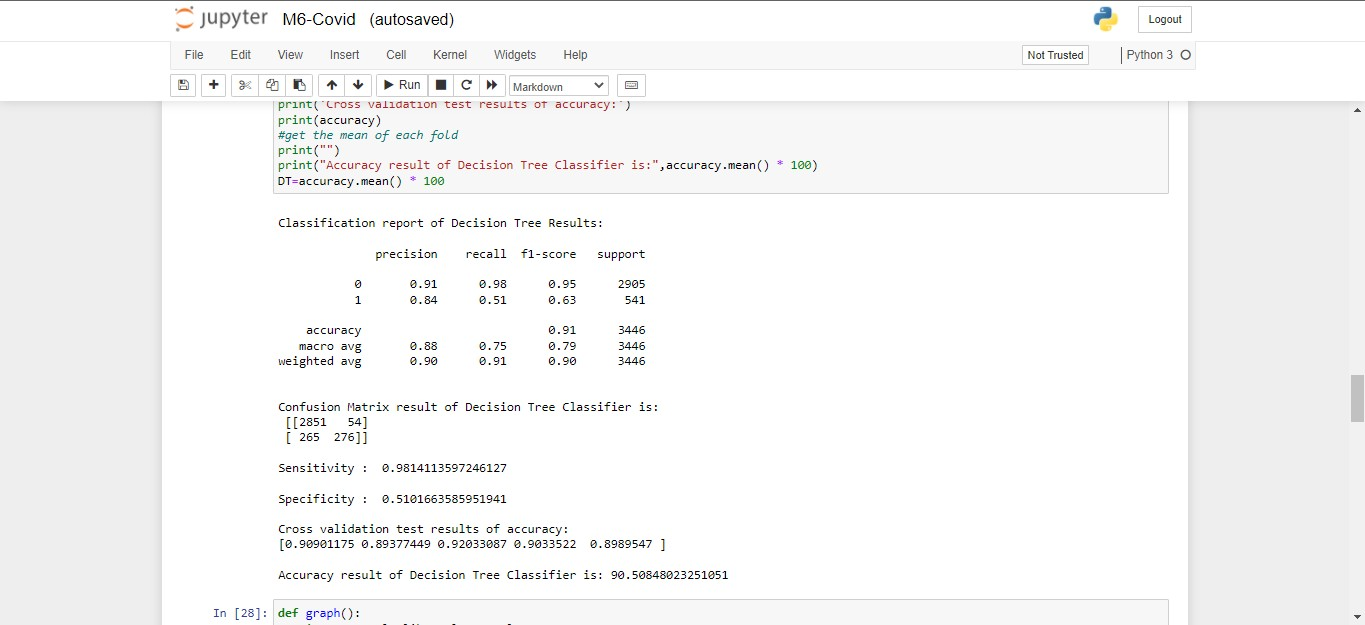 jupyter M6-Covid (autosaved) Logout
File Edit View Insert Cell Kernel Widgets Help Not Trusted Python 3
Run Markdown
print('Cross validation test results of accuracy:')
print(accuracy)
#get the mean of each fold
print("")
print("Accuracy result of Decision Tree Classifier is:",accuracy.mean() * 100)
DT=accuracy.mean() * 100
Classification report of Decision Tree Results:
precision recall f1-score support
0 0.91 0.98 0.95 2905
1 0.84 0.51 0.63 541
accuracy 0.91 3446
macro avg 0.88 0.75 0.79 3446
weighted avg 0.90 0.91 0.90 3446
Confusion Matrix result of Decision Tree Classifier is:
[[2851 54]
[ 265 276]]
Sensitivity : 0.9814113597246127
Specificity : 0.5101663585951941
Cross validation test results of accuracy:
[0.90901175 0.89377449 0.92033087 0.9033522 0.8989547 ]
Accuracy result of Decision Tree Classifier is: 90.50848023251051
In [28]: def graph():